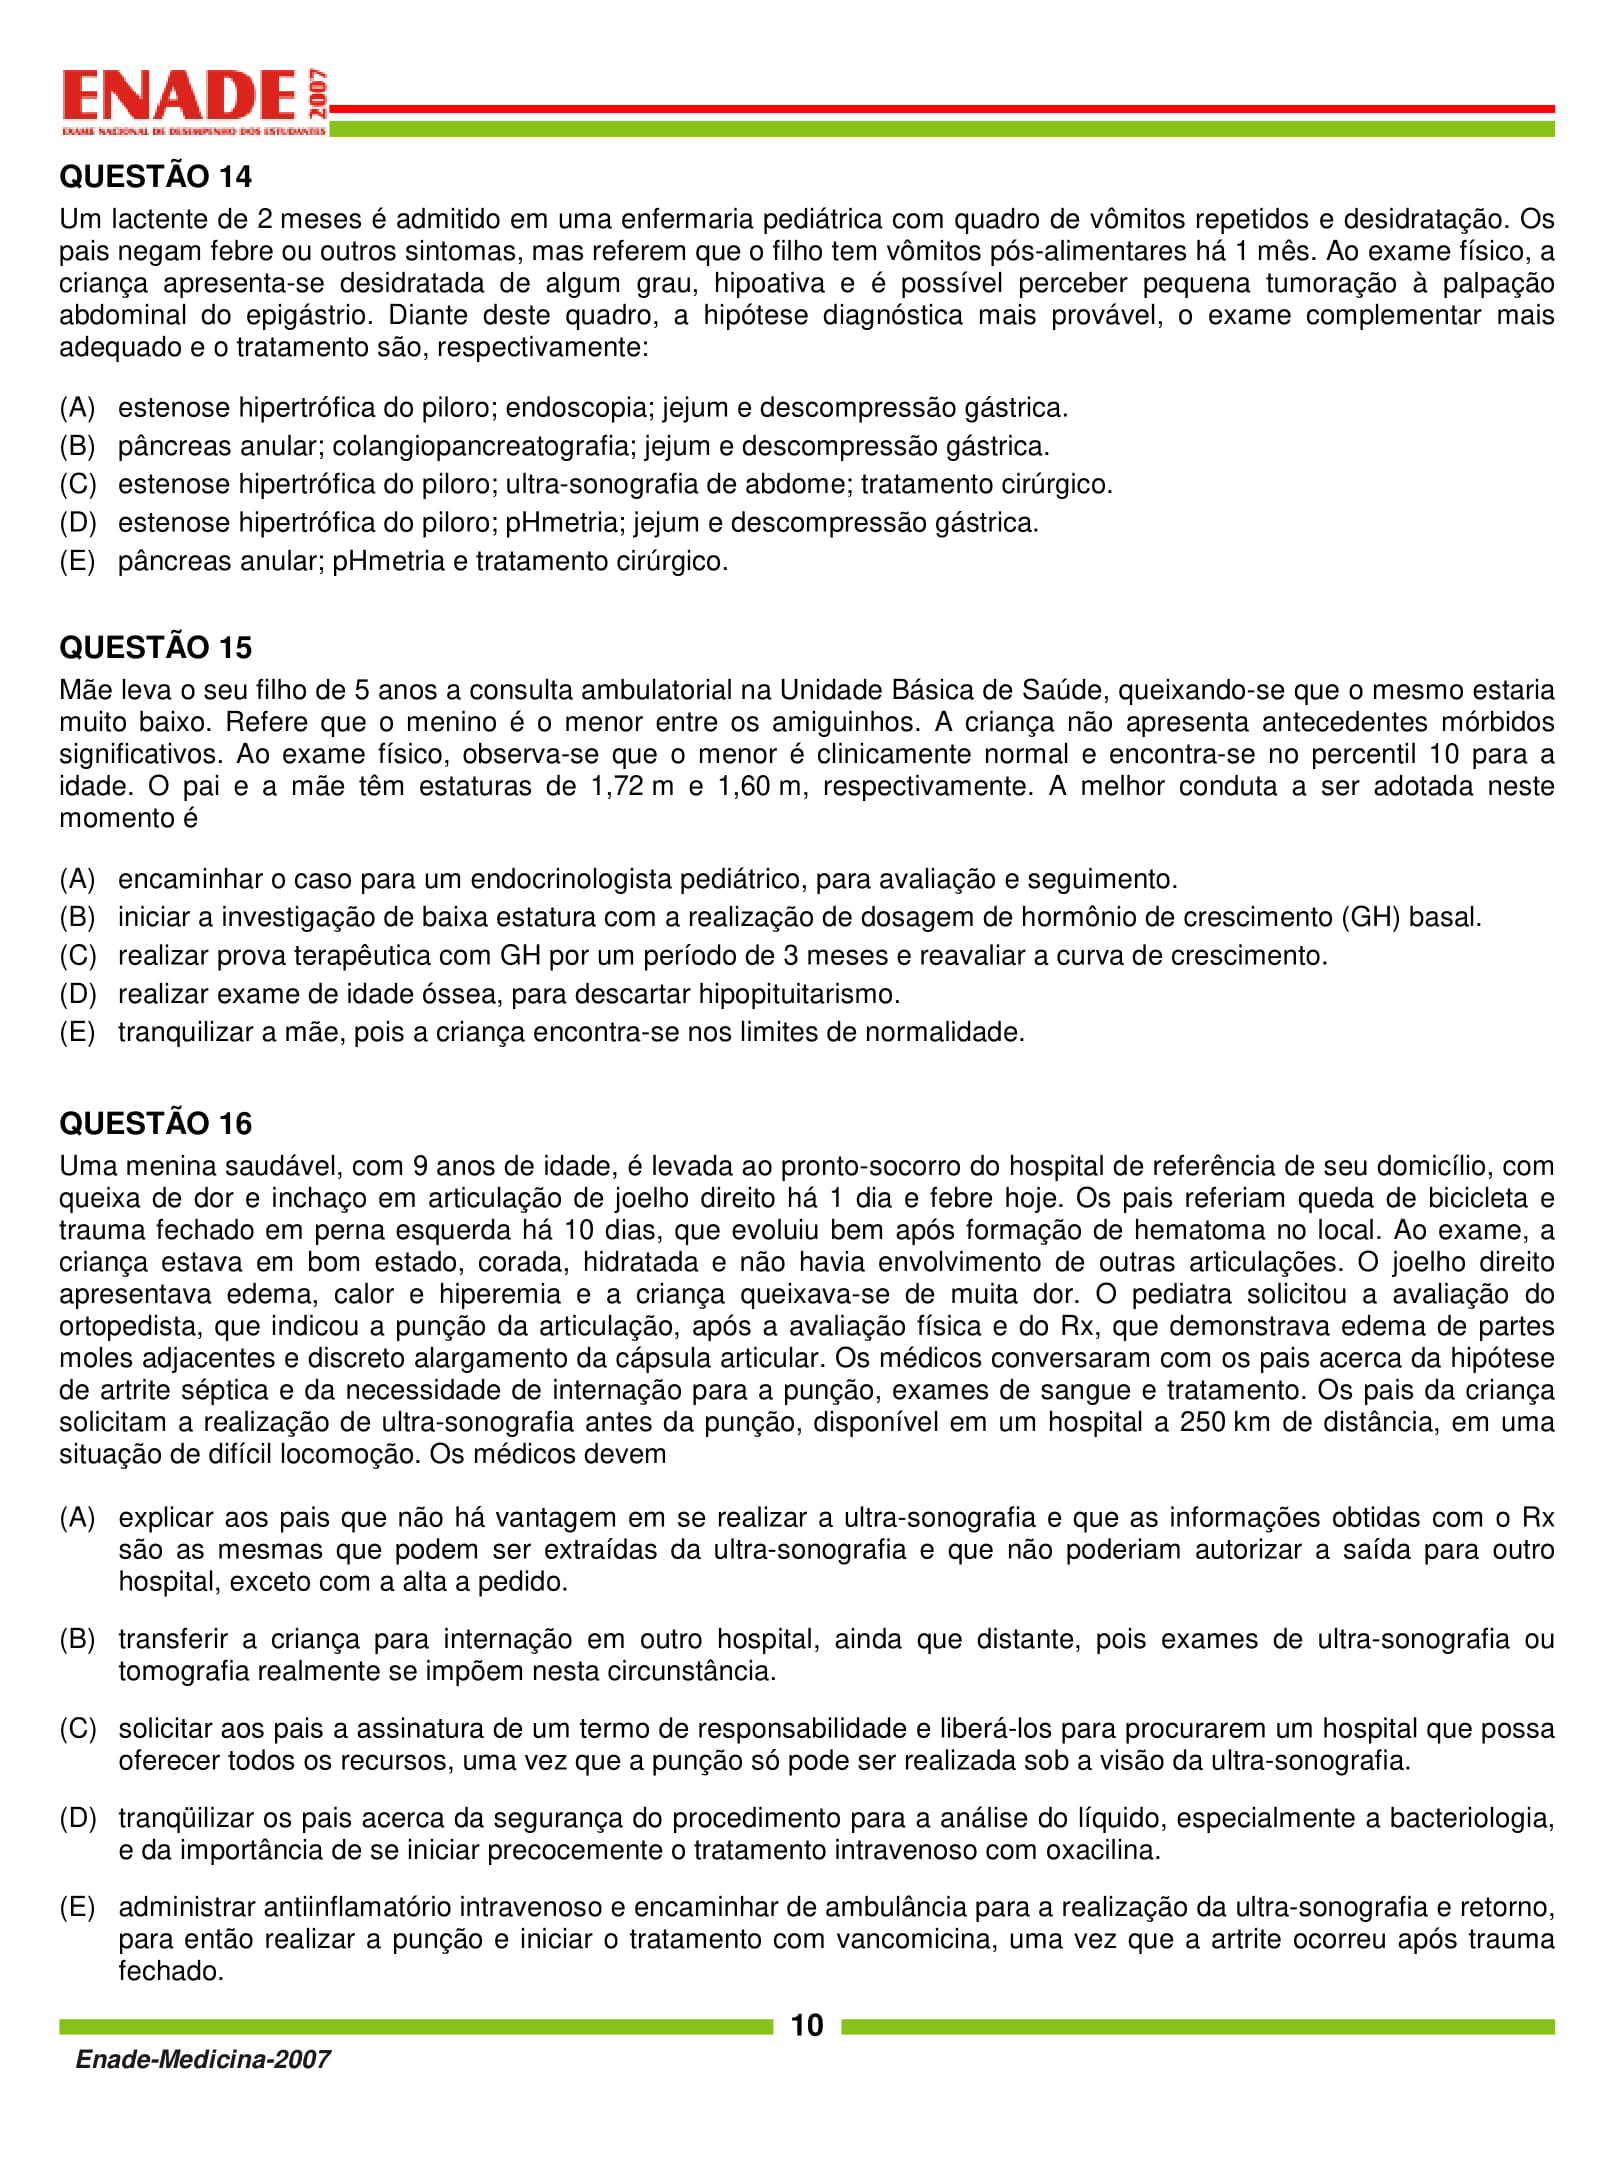 ENADE 2007
EXAME NACIONAL DE DESEMPENHO DOS ESTUDANTES
QUESTÃO 14
Um lactente de 2 meses é admitido em uma enfermaria pediátrica com quadro de vômitos repetidos e desidratação. Os
pais negam febre ou outros sintomas, mas referem que o filho tem vômitos pós-alimentares há 1 mês. Ao exame físico, a
criança apresenta-se desidratada de algum grau, hipoativa e é possível perceber pequena tumoração à palpação
abdominal do epigástrio. Diante deste quadro, a hipótese diagnóstica mais provável, o exame complementar mais
adequado e o tratamento são, respectivamente:
(A) estenose hipertrófica do piloro; endoscopia; jejum e descompressão gástrica.
(B) pâncreas anular; colangiopancreatografia; jejum e descompressão gástrica.
(C) estenose hipertrófica do piloro; ultra-sonografia de abdome; tratamento cirúrgico.
(D) estenose hipertrófica do piloro; pHmetria; jejum e descompressão gástrica.
(E) pâncreas anular; pHmetria e tratamento cirúrgico.
QUESTÃO 15
Mãe leva o seu filho de 5 anos a consulta ambulatorial na Unidade Básica de Saúde, queixando-se que o mesmo estaria
muito baixo. Refere que o menino é o menor entre os amiguinhos. A criança não apresenta antecedentes mórbidos
significativos. Ao exame físico, observa-se que o menor é clinicamente normal e encontra-se no percentil 10 para a
idade. O pai e a mãe têm estaturas de 1,72 m e 1,60 m, respectivamente. A melhor conduta a ser adotada neste
momento é
(A) encaminhar o caso para um endocrinologista pediátrico, para avaliação e seguimento.
(B) iniciar a investigação de baixa estatura com a realização de dosagem de hormônio de crescimento (GH) basal.
(C) realizar prova terapêutica com GH por um período de 3 meses e reavaliar a curva de crescimento.
(D) realizar exame de idade óssea, para descartar hipopituitarismo.
(E) tranquilizar a mãe, pois a criança encontra-se nos limites de normalidade.
QUESTÃO 16
Uma menina saudável, com 9 anos de idade, é levada ao pronto-socorro do hospital de referência de seu domicílio, com
queixa de dor e inchaço em articulação de joelho direito há 1 dia e febre hoje. Os pais referiam queda de bicicleta e
trauma fechado em perna esquerda há 10 dias, que evoluiu bem após formação de hematoma no local. Ao exame, a
criança estava em bom estado, corada, hidratada e não havia envolvimento de outras articulações. O joelho direito
apresentava edema, calor e hiperemia e a criança queixava-se de muita dor. O pediatra solicitou a avaliação do
ortopedista, que indicou a punção da articulação, após a avaliação física e do Rx, que demonstrava edema de partes
moles adjacentes e discreto alargamento da cápsula articular. Os médicos conversaram com os pais acerca da hipótese
de artrite séptica e da necessidade de internação para a punção, exames de sangue e tratamento. Os pais da criança
solicitam a realização de ultra-sonografia antes da punção, disponível em um hospital a 250 km de distância, em uma
situação de difícil locomoção. Os médicos devem
(A) explicar aos pais que não há vantagem em se realizar a ultra-sonografia e que as informações obtidas com o Rx
são as mesmas que podem ser extraídas da ultra-sonografia e que não poderiam autorizar a saída para outro
hospital, exceto com a alta a pedido.
(B) transferir a criança para internação em outro hospital, ainda que distante, pois exames de ultra-sonografia ou
tomografia realmente se impõem nesta circunstância.
(C) solicitar aos pais a assinatura de um termo de responsabilidade e liberá-los para procurarem um hospital que possa
oferecer todos os recursos, uma vez que a punção só pode ser realizada sob a visão da ultra-sonografia.
(D) tranqüilizar os pais acerca da segurança do procedimento para a análise do líquido, especialmente a bacteriologia,
e da importância de se iniciar precocemente o tratamento intravenoso com oxacilina.
(E) administrar antiinflamatório intravenoso e encaminhar de ambulância para a realização da ultra-sonografia e retorno,
para então realizar a punção e iniciar o tratamento com vancomicina, uma vez que a artrite ocorreu após trauma
fechado.
10
Enade-Medicina-2007